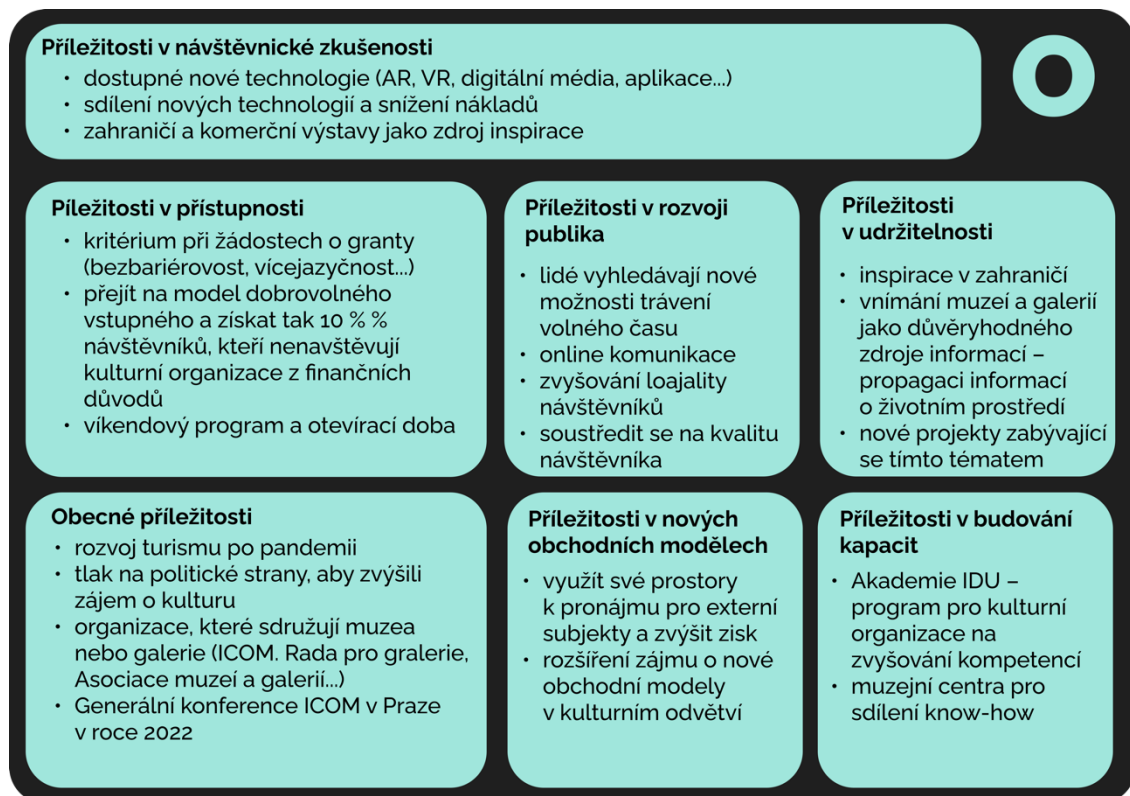 Příležitosti v návštěvnické zkušenosti
• dostupné nové technologie (AR, VR, digitální média, aplikace...)
• sdílení nových technologií a snížení nákladů
• zahraničí a komerční výstavy jako zdroj inspirace
O
Píležitosti v přístupnosti
• kritérium při žádostech o granty
(bezbariérovost, vícejazyčnost...)
• přejít na model dobrovolného
vstupného a získat tak 10 % %
návštěvníků, kteří nenavštěvují
kulturní organizace z finančních
důvodů
• víkendový program a otevírací doba
Příležitosti v rozvoji
publika
• lidé vyhledávají nové
možnosti trávení
volného času
• online komunikace
• zvyšování loajality
návštěvníků
• soustředit se na kvalitu
návštěvníka
Příležitosti
v udržitelnosti
• inspirace v zahraničí
• vnímání muzeí a galerií
jako důvěryhodného
zdroje informací –
propagaci informací
o životním prostředí
• nové projekty zabývající
se tímto tématem
Obecné příležitosti
• rozvoj turismu po pandemii
• tlak na politické strany, aby zvýšili
zájem o kulturu
• organizace, které sdružují muzea
nebo galerie (ICOM. Rada pro gralerie,
Asociace muzeí a galerií...)
• Generální konference ICOM v Praze
v roce 2022
Příležitosti v nových
obchodních modělech
• využít své prostory
k pronájmu pro externí
subjekty a zvýšit zisk
• rozšíření zájmu o nové
obchodní modely
v kulturním odvětví
Příležitosti v budování
kapacit
• Akademie IDU –
program pro kulturní
organizace na
zvyšování kompetencí
• muzejní centra pro
sdílení know-how